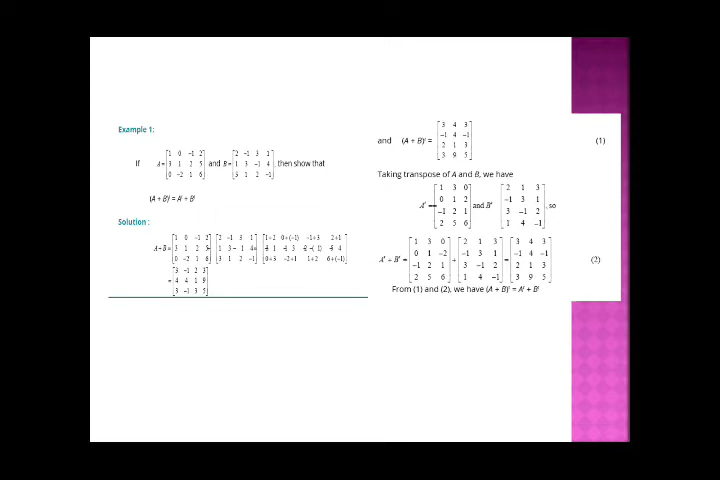 Example 1:
If A = [1 0 −1 2; 3 1 2 5; 0 −2 1 6] and B = [2 −1 3 1; 1 3 −1 4; 3 1 2 −1], then show that
(A + B)ᵗ = Aᵗ + Bᵗ
Solution :
A + B = [1 0 −1 2; 3 1 2 5; 0 −2 1 6] [2 −1 3 1; 1 3 − 1 4; 3 1 2 −1] = [1+2 0+(−1) −1+3 2+1; 1 3 2 −( 1) 4; 0+3 −2+1 1+2 6+(−1)]
= [3 −1 2 3; 4 4 1 9; 3 −1 3 5]
and (A + B)ᵗ = [3 4 3; −1 4 −1; 2 1 3; 3 9 5] (1)
Taking transpose of A and B, we have
Aᵗ = [1 3 0; 0 1 2; −1 2 1; 2 5 6] and Bᵗ [2 1 3; −1 3 1; 3 −1 2; 1 4 −1], so
Aᵗ + Bᵗ = [1 3 0; 0 1 −2; −1 2 1; 2 5 6] + [2 1 3; −1 3 1; 3 −1 2; 1 4 −1] = [3 4 3; −1 4 −1; 2 1 3; 3 9 5] (2)
From (1) and (2), we have (A + B)ᵗ = Aᵗ + Bᵗ